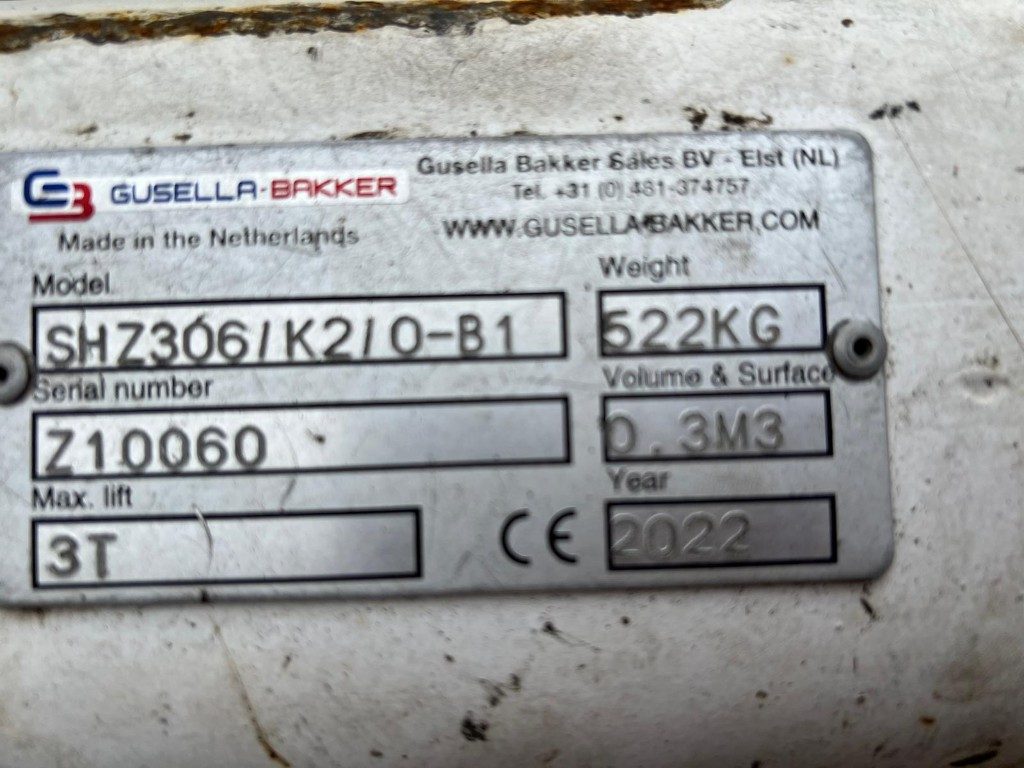 GB GUSELLA-BAKKER
Gusella Bakker Sales BV - Elst (NL)
Tel. +31 (0) 481-374757
Made in the Netherlands
WWW.GUSELLA-BAKKER.COM
Model
SHZ306/K2/0-B1
Weight
522KG
Serial number
Z10060
Volume & Surface
0.3M3
Max. lift
3T
CE
Year
2022